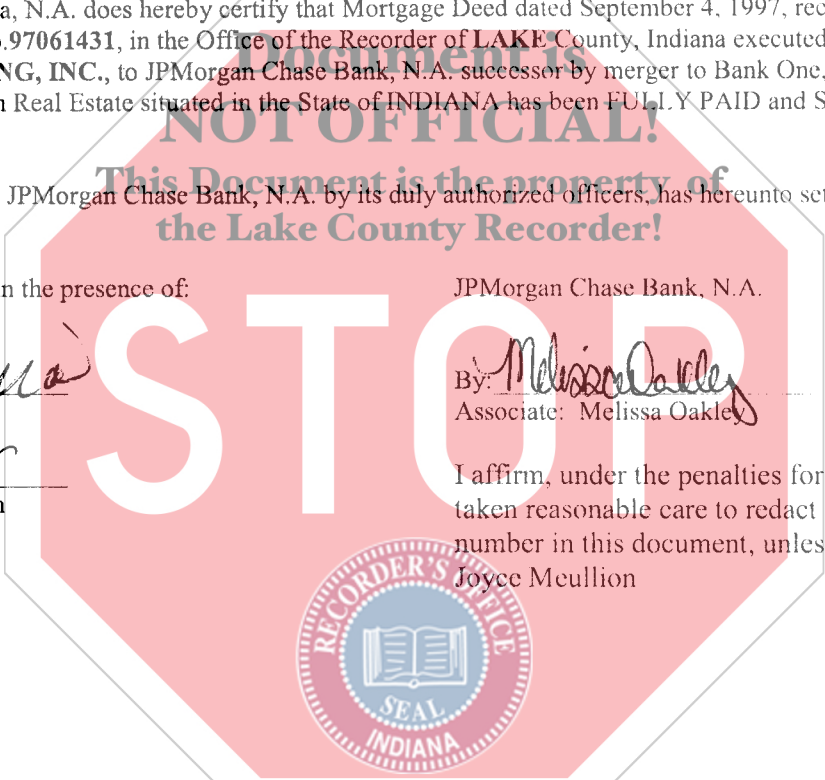 a, N.A. does hereby certify that Mortgage Deed dated September 4, 1997, rec
.97061431, in the Office of the Recorder of LAKE County, Indiana executed
Document is
NG, INC., to JPMorgan Chase Bank, N.A. successor by merger to Bank One,
n Real Estate situated in the State of INDIANA has been FULLY PAID and S
NOT OFFICIAL!
This Document is the property of
JPMorgan Chase Bank, N.A. by its duly authorized officers, has hereunto set
the Lake County Recorder!
n the presence of:
JPMorgan Chase Bank, N.A.
STOP
By: Melissa Oakley
Associate: Melissa Oakley
I affirm, under the penalties for
n
taken reasonable care to redact
number in this document, unles
Joyce Meullion
RECORDER'S OFFICE
SEAL
INDIANA